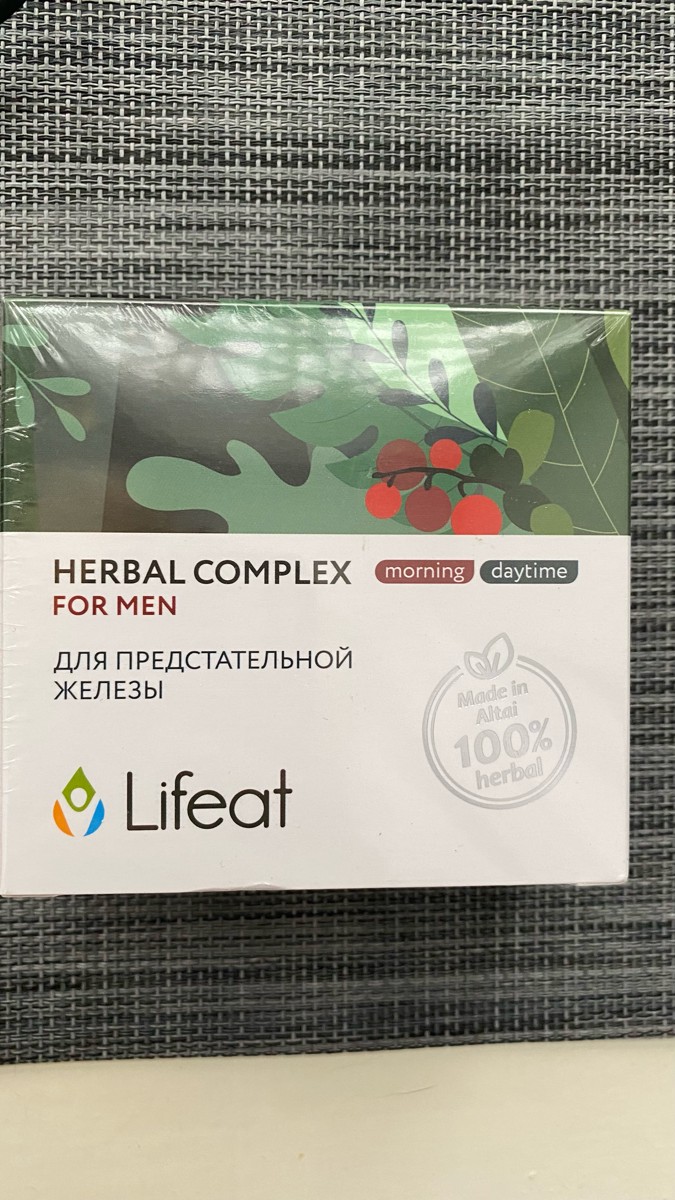 HERBAL COMPLEX morning daytime
FOR MEN
ДЛЯ ПРЕДСТАТЕЛЬНОЙ
ЖЕЛЕЗЫ
Made in
Altai
100%
herbal
Lifeat